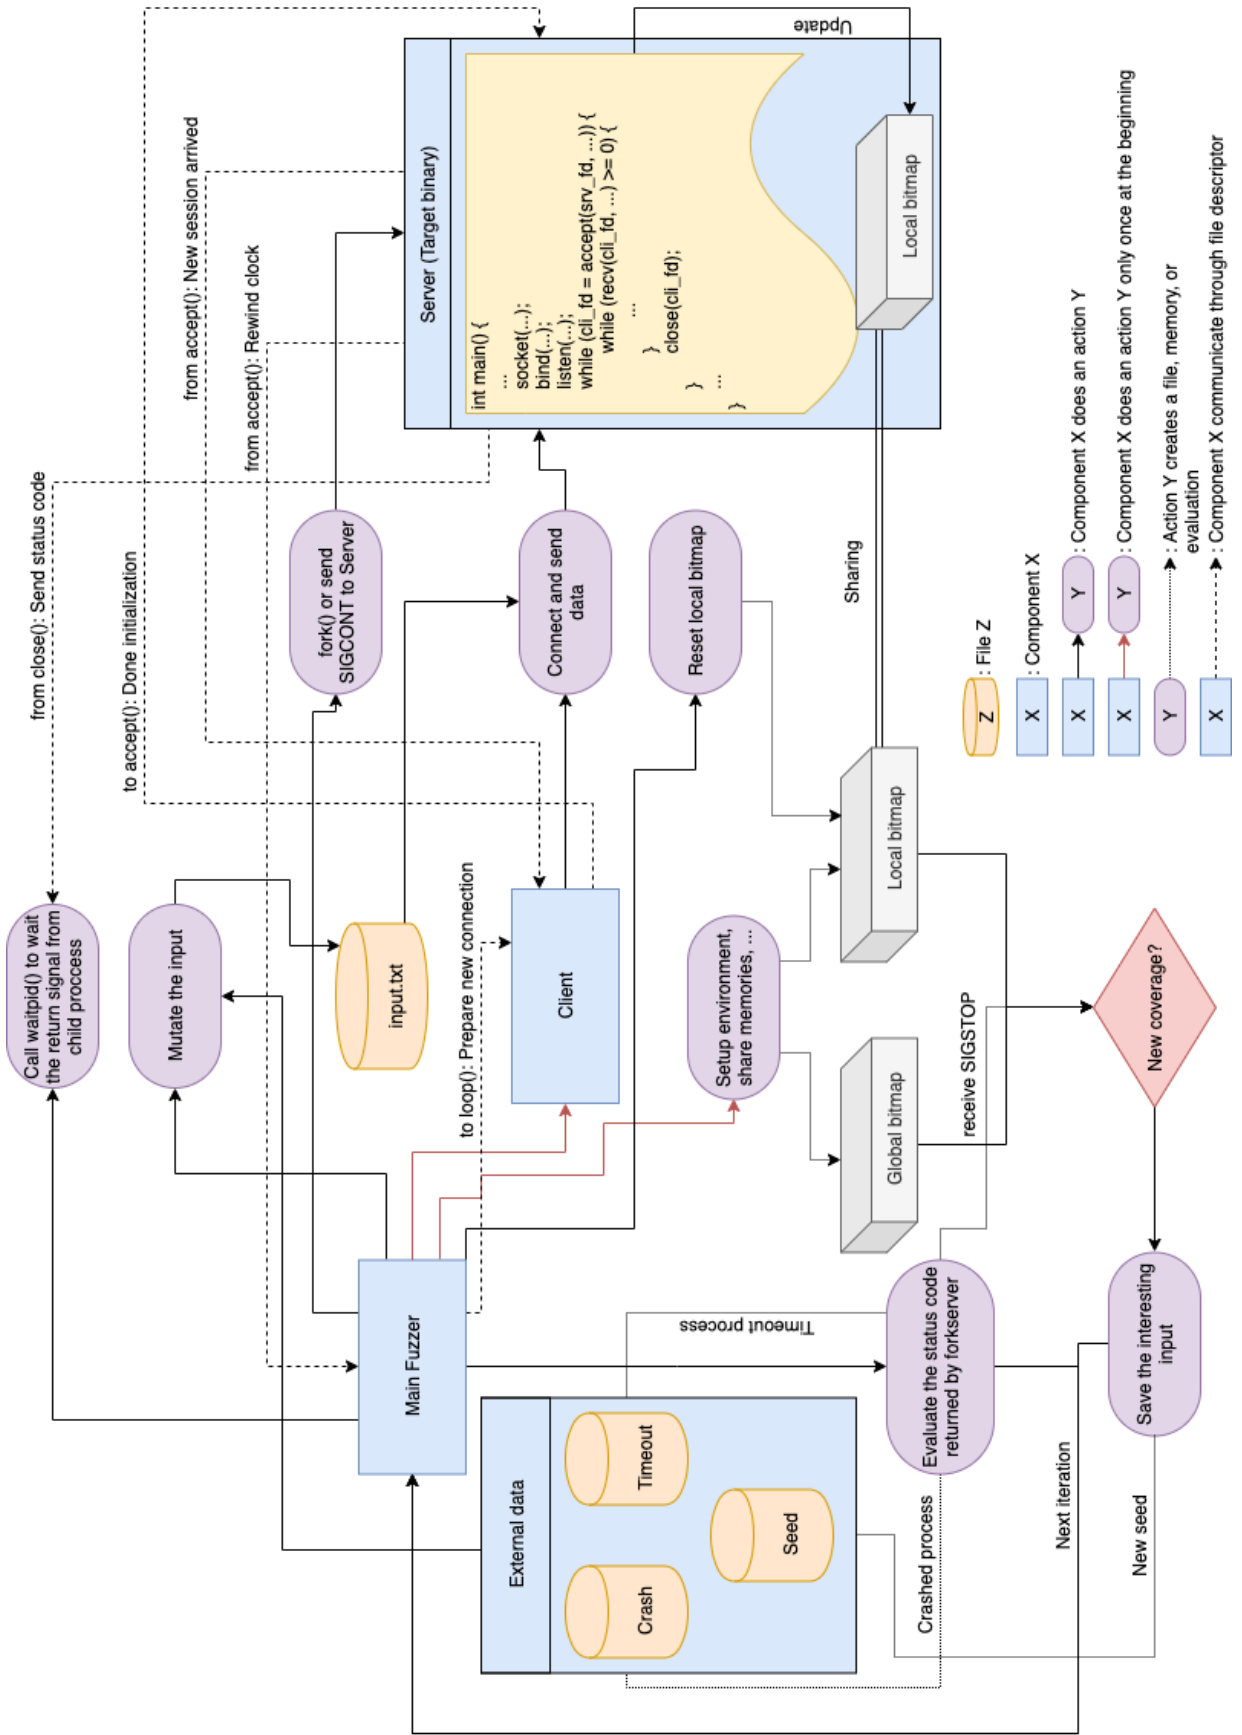 from close(): Send status code
to accept(): Done initialization
from accept(): New session arrived
from accept(): Rewind clock
Call waitpid() to wait
the return signal from
child proccess
Mutate the input
input.txt
fork() or send
SIGCONT to Server
Server (Target binary)
int main() {
...
socket(...);
bind(...);
listen(...);
while (cli_fd = accept(srv_fd, ...)) {
while (recv(cli_fd, ...) >= 0) {
...
}
close(cli_fd);
}
...
}
Update
Local bitmap
Main Fuzzer
to loop(): Prepare new connection
Client
Connect and send
data
Reset local bitmap
Setup environment,
share memories, ...
Sharing
External data
Crash
Timeout
Seed
Timeout process
Global bitmap
Local bitmap
Crashed process
Evaluate the status code
returned by forkserver
receive SIGSTOP
New coverage?
Next iteration
New seed
Save the interesting
input
Z
: File Z
X
: Component X
X
Y
: Component X does an action Y
X
Y
: Component X does an action Y only once at the beginning
Y
: Action Y creates a file, memory, or
evaluation
X
: Component X communicate through file descriptor